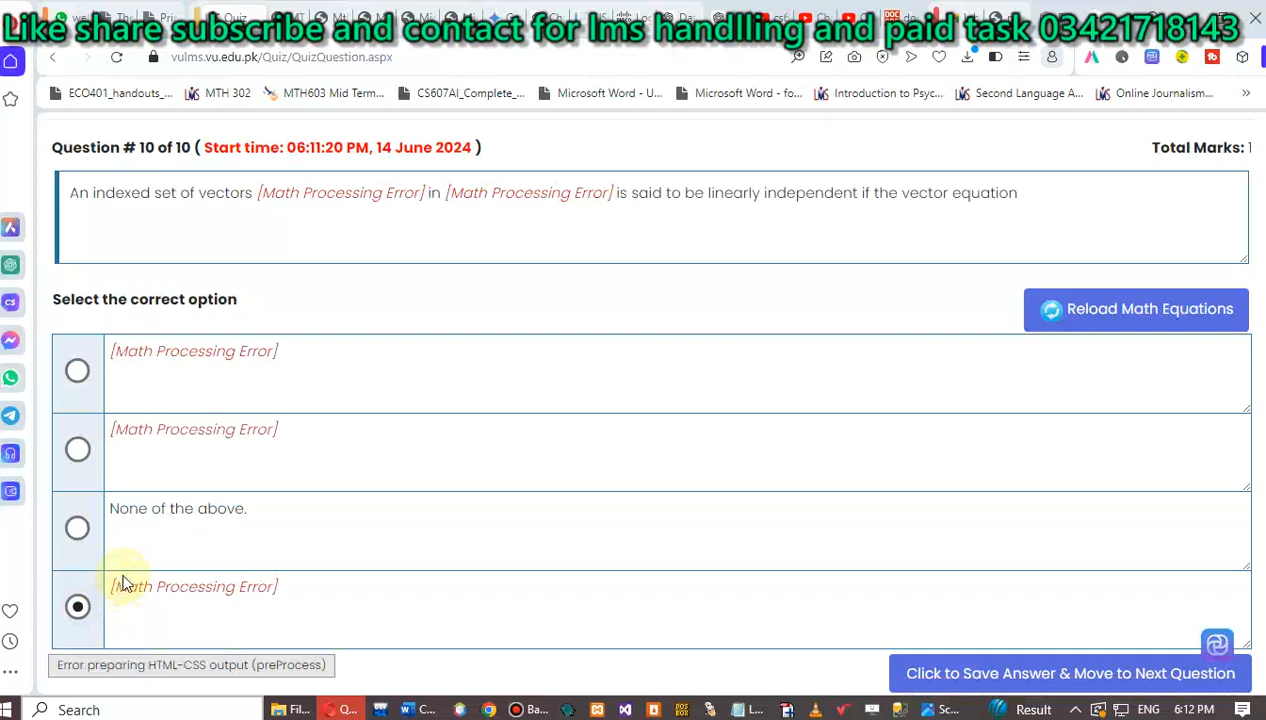 Like share subscribe and contact for lms handlling and paid task 03421718143
vulms.vu.edu.pk/Quiz/QuizQuestion.aspx
ECO401_handouts_... MTH 302 MTH603 Mid Term... CS607AI_Complete_... Microsoft Word - U... Microsoft Word - fo... Introduction to Psyc... Second Language A... Online Journalism... »
Question # 10 of 10 ( Start time: 06:11:20 PM, 14 June 2024 ) Total Marks: 1
An indexed set of vectors [Math Processing Error] in [Math Processing Error] is said to be linearly independent if the vector equation
Select the correct option
Reload Math Equations
[Math Processing Error]
[Math Processing Error]
None of the above.
[Math Processing Error]
Error preparing HTML-CSS output (preProcess)
Click to Save Answer & Move to Next Question
Search Fil... Q... C... Ba... L... Sc... Result ENG 6:12 PM